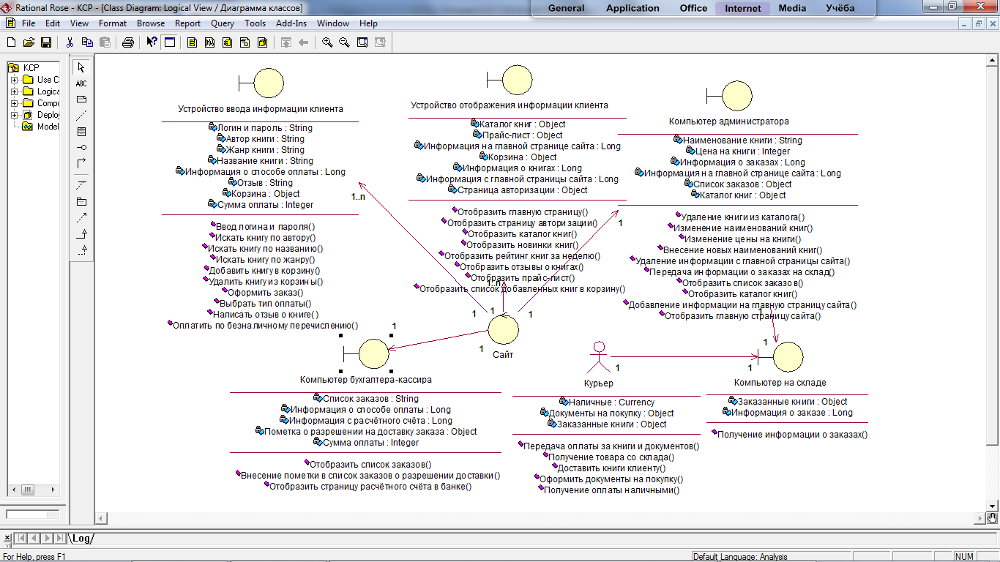 Rational Rose - KCP - [Class Diagram: Logical View / Диаграмма классов]
General Application Office Internet Media Учёба
File Edit View Format Browse Report Query Tools Add-Ins Window Help
KCP
Use C
Logica
Compo
Deplo
Model
ABC
Устройство ввода информации клиента
Логин и пароль : String
Автор книги : String
Жанр книги : String
Название книги : String
Информация о способе оплаты : Long
Отзыв : String
Корзина : Object
Сумма оплаты : Integer
Ввод логина и пароля()
Искать книгу по автору()
Искать книгу по названию()
Искать книгу по жанру()
Добавить книгу в корзину()
Удалить книгу из корзины()
Оформить заказ()
Выбрать тип оплаты()
Написать отзыв о книге()
Оплатить по безналичному перечислению()
1..n
Устройство отображения информации клиента
Каталог книг : Object
Прайс-лист : Object
Информация на главной странице сайта : Long
Корзина : Object
Информация о книгах : Long
Информация с главной страницы сайта : Long
Страница авторизации : Object
Отобразить главную страницу()
Отобразить страницу авторизации()
Отобразить каталог книг()
Отобразить новинки книг()
Отобразить рейтинг книг за неделю()
Отобразить отзывы о книгах()
Отобразить прайс-лист()
1..n
Отобразить список добавленных книг в корзину()
Компьютер администратора
Наименование книги : String
Цена на книги : Integer
Информация о заказах : Long
Информация на главной странице сайта : Long
Список заказов : Object
Каталог книг : Object
1
Удаление книги из каталога()
Изменение наименований книг()
Изменение цены на книги()
Внесение новых наименований книг()
Удаление информации с главной страницы сайта()
Передача информации о заказах на склад()
Отобразить список заказов()
Отобразить каталог книг()
Добавление информации на главную страницу сайта()
Отобразить главную страницу сайта()
1
1 1 1
1
1
Сайт
1
Компьютер бухгалтера-кассира
Список заказов : String
Информация о способе оплаты : Long
Информация с расчётного счёта : Long
Пометка о разрешении на доставку заказа : Object
Сумма оплаты : Integer
Отобразить список заказов()
Внесение пометки в список заказов о разрешении доставки()
Отобразить страницу расчётного счёта в банке()
1 1
Курьер
Наличные : Currency
Документы на покупку : Object
Заказанные книги : Object
Передача оплаты за книги и документов()
Получение товара со склада()
Доставить книги клиенту()
Оформить документы на покупку()
Получение оплаты наличными()
1
Компьютер на складе
Заказанные книги : Object
Информация о заказе : Long
Получение информации о заказах()
Log
For Help, press F1
Default Language: Analysis
NUM